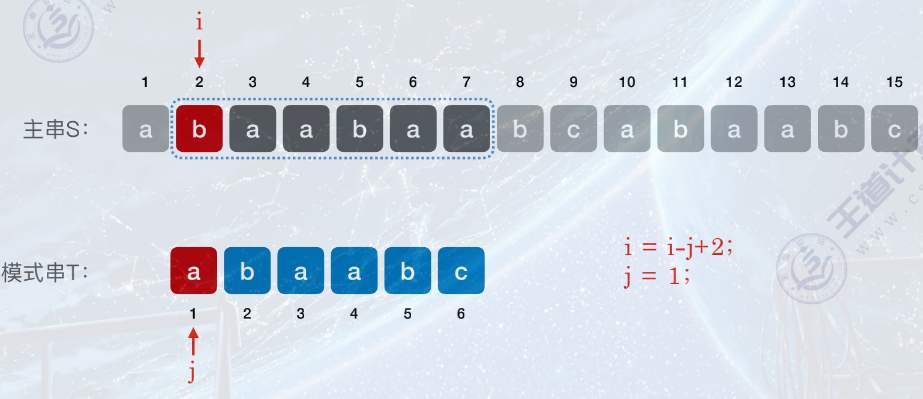 i
1 2 3 4 5 6 7 8 9 10 11 12 13 14 15
主串S： a b a a b a a b c a b a a b c
模式串T： a b a a b c
1 2 3 4 5 6
j
i = i-j+2;
j = 1;
王道计
www.c